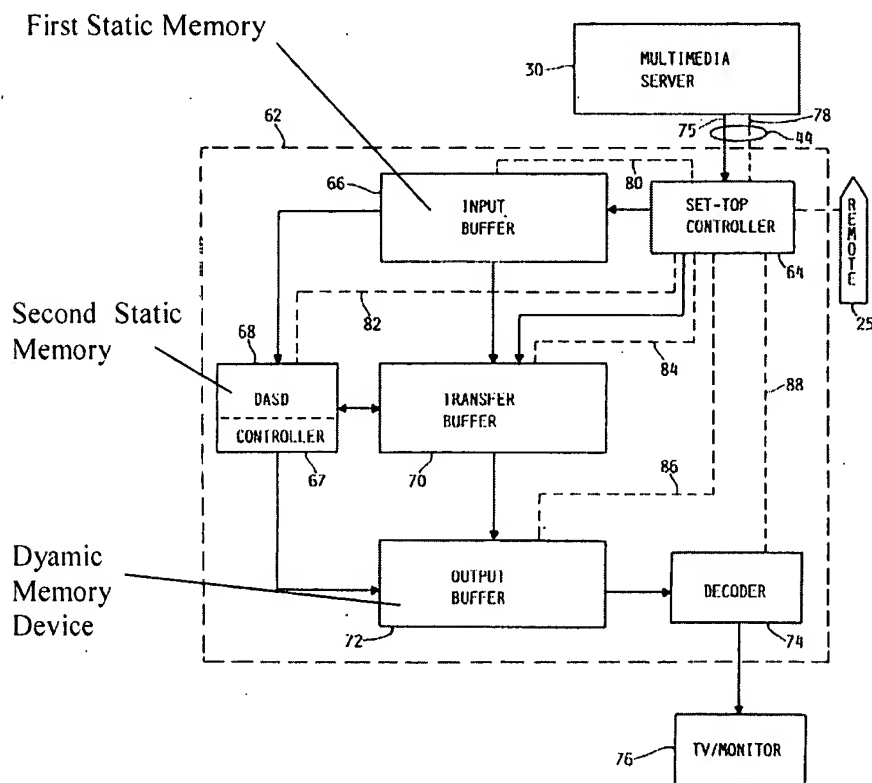 First Static Memory
MULTIMEDIA
SERVER
30
75
78
44
62
66
80
INPUT
BUFFER
SET-TOP
CONTROLLER
64
REMOTE
25
82
Second Static
Memory
68
84
DASD
CONTROLLER
67
TRANSFER
BUFFER
70
88
86
Dyamic
Memory
Device
OUTPUT
BUFFER
72
DECODER
74
76
TV/MONITOR